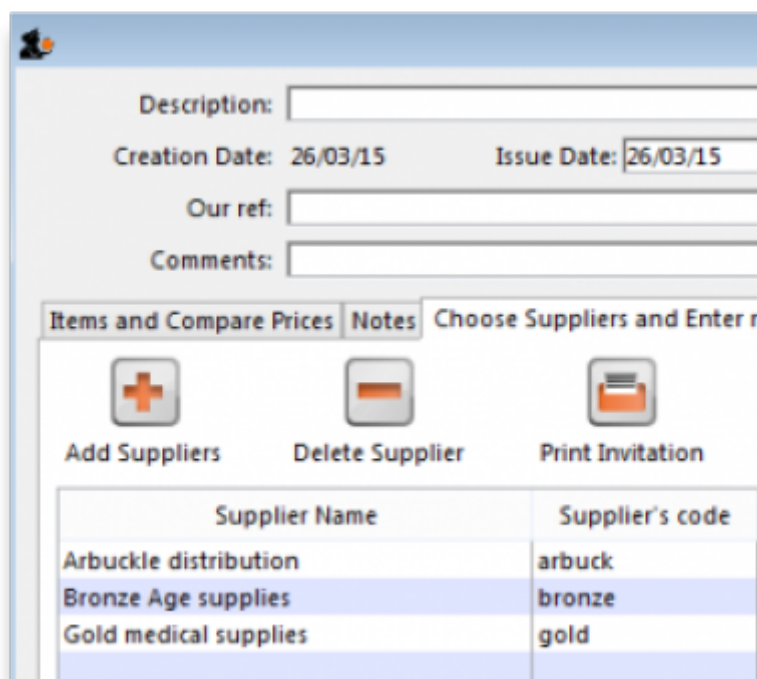 Description:
Creation Date: 26/03/15 Issue Date: 26/03/15
Our ref:
Comments:
Items and Compare Prices Notes Choose Suppliers and Enter
Add Suppliers Delete Supplier Print Invitation
Supplier Name Supplier's code
Arbuckle distribution arbuck
Bronze Age supplies bronze
Gold medical supplies gold